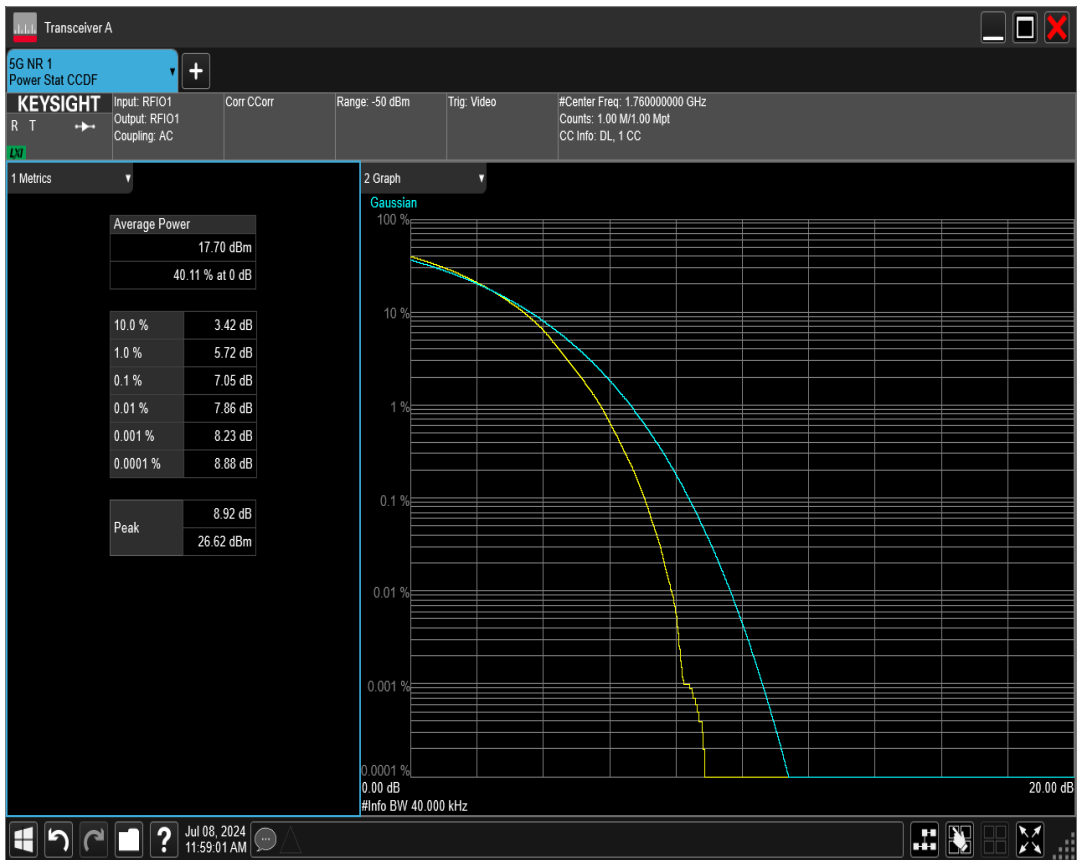 Transceiver A
5G NR 1
Power Stat CCDF
+
KEYSIGHT
R T
LXI
Input: RFIO1
Output: RFIO1
Coupling: AC
Corr CCorr
Range: -50 dBm
Trig: Video
#Center Freq: 1.760000000 GHz
Counts: 1.00 M/1.00 Mpt
CC Info: DL, 1 CC
1 Metrics
Average Power
17.70 dBm
40.11 % at 0 dB
10.0 % 3.42 dB
1.0 % 5.72 dB
0.1 % 7.05 dB
0.01 % 7.86 dB
0.001 % 8.23 dB
0.0001 % 8.88 dB
Peak
8.92 dB
26.62 dBm
2 Graph
Gaussian
100 %
10 %
1 %
0.1 %
0.01 %
0.001 %
0.0001 %
0.00 dB 20.00 dB
#Info BW 40.000 kHz
?
Jul 08, 2024
11:59:01 AM